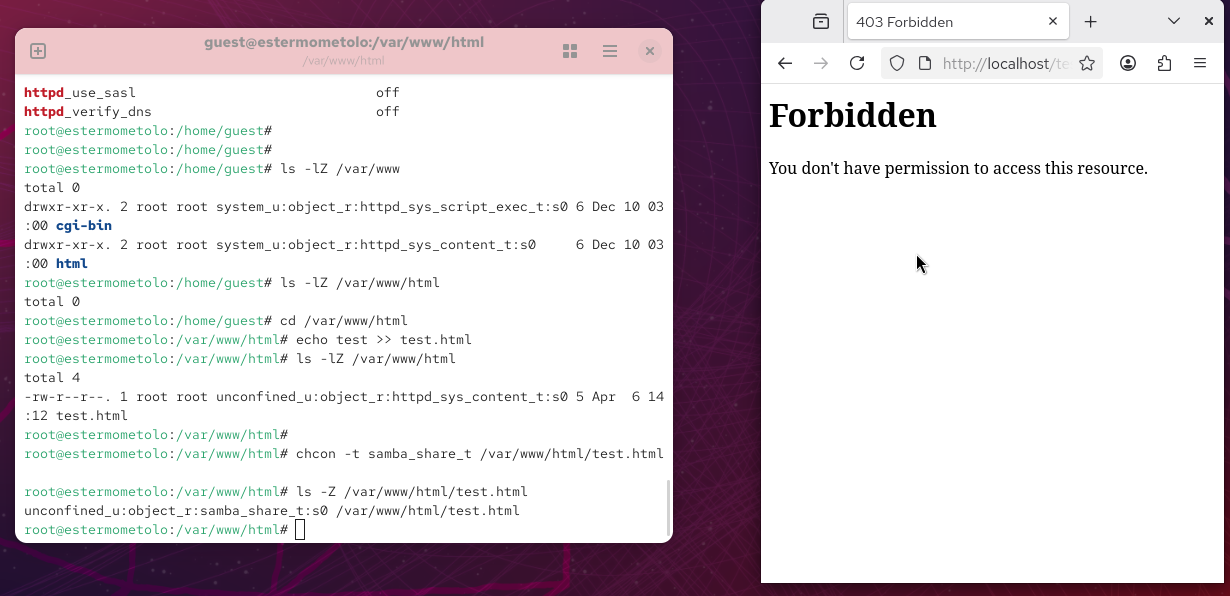 guest@estermometolo:/var/www/html
/var/www/html
httpd_use_sasl                              off
httpd_verify_dns                            off
root@estermometolo:/home/guest#
root@estermometolo:/home/guest#
root@estermometolo:/home/guest# ls -lZ /var/www
total 0
drwxr-xr-x. 2 root root system_u:object_r:httpd_sys_script_exec_t:s0 6 Dec 10 03
:00 cgi-bin
drwxr-xr-x. 2 root root system_u:object_r:httpd_sys_content_t:s0     6 Dec 10 03
:00 html
root@estermometolo:/home/guest# ls -lZ /var/www/html
total 0
root@estermometolo:/home/guest# cd /var/www/html
root@estermometolo:/var/www/html# echo test >> test.html
root@estermometolo:/var/www/html# ls -lZ /var/www/html
total 4
-rw-r--r--. 1 root root unconfined_u:object_r:httpd_sys_content_t:s0 5 Apr  6 14
:12 test.html
root@estermometolo:/var/www/html#
root@estermometolo:/var/www/html# chcon -t samba_share_t /var/www/html/test.html
root@estermometolo:/var/www/html# ls -Z /var/www/html/test.html
unconfined_u:object_r:samba_share_t:s0 /var/www/html/test.html
root@estermometolo:/var/www/html#
403 Forbidden
http://localhost/te
Forbidden
You don't have permission to access this resource.